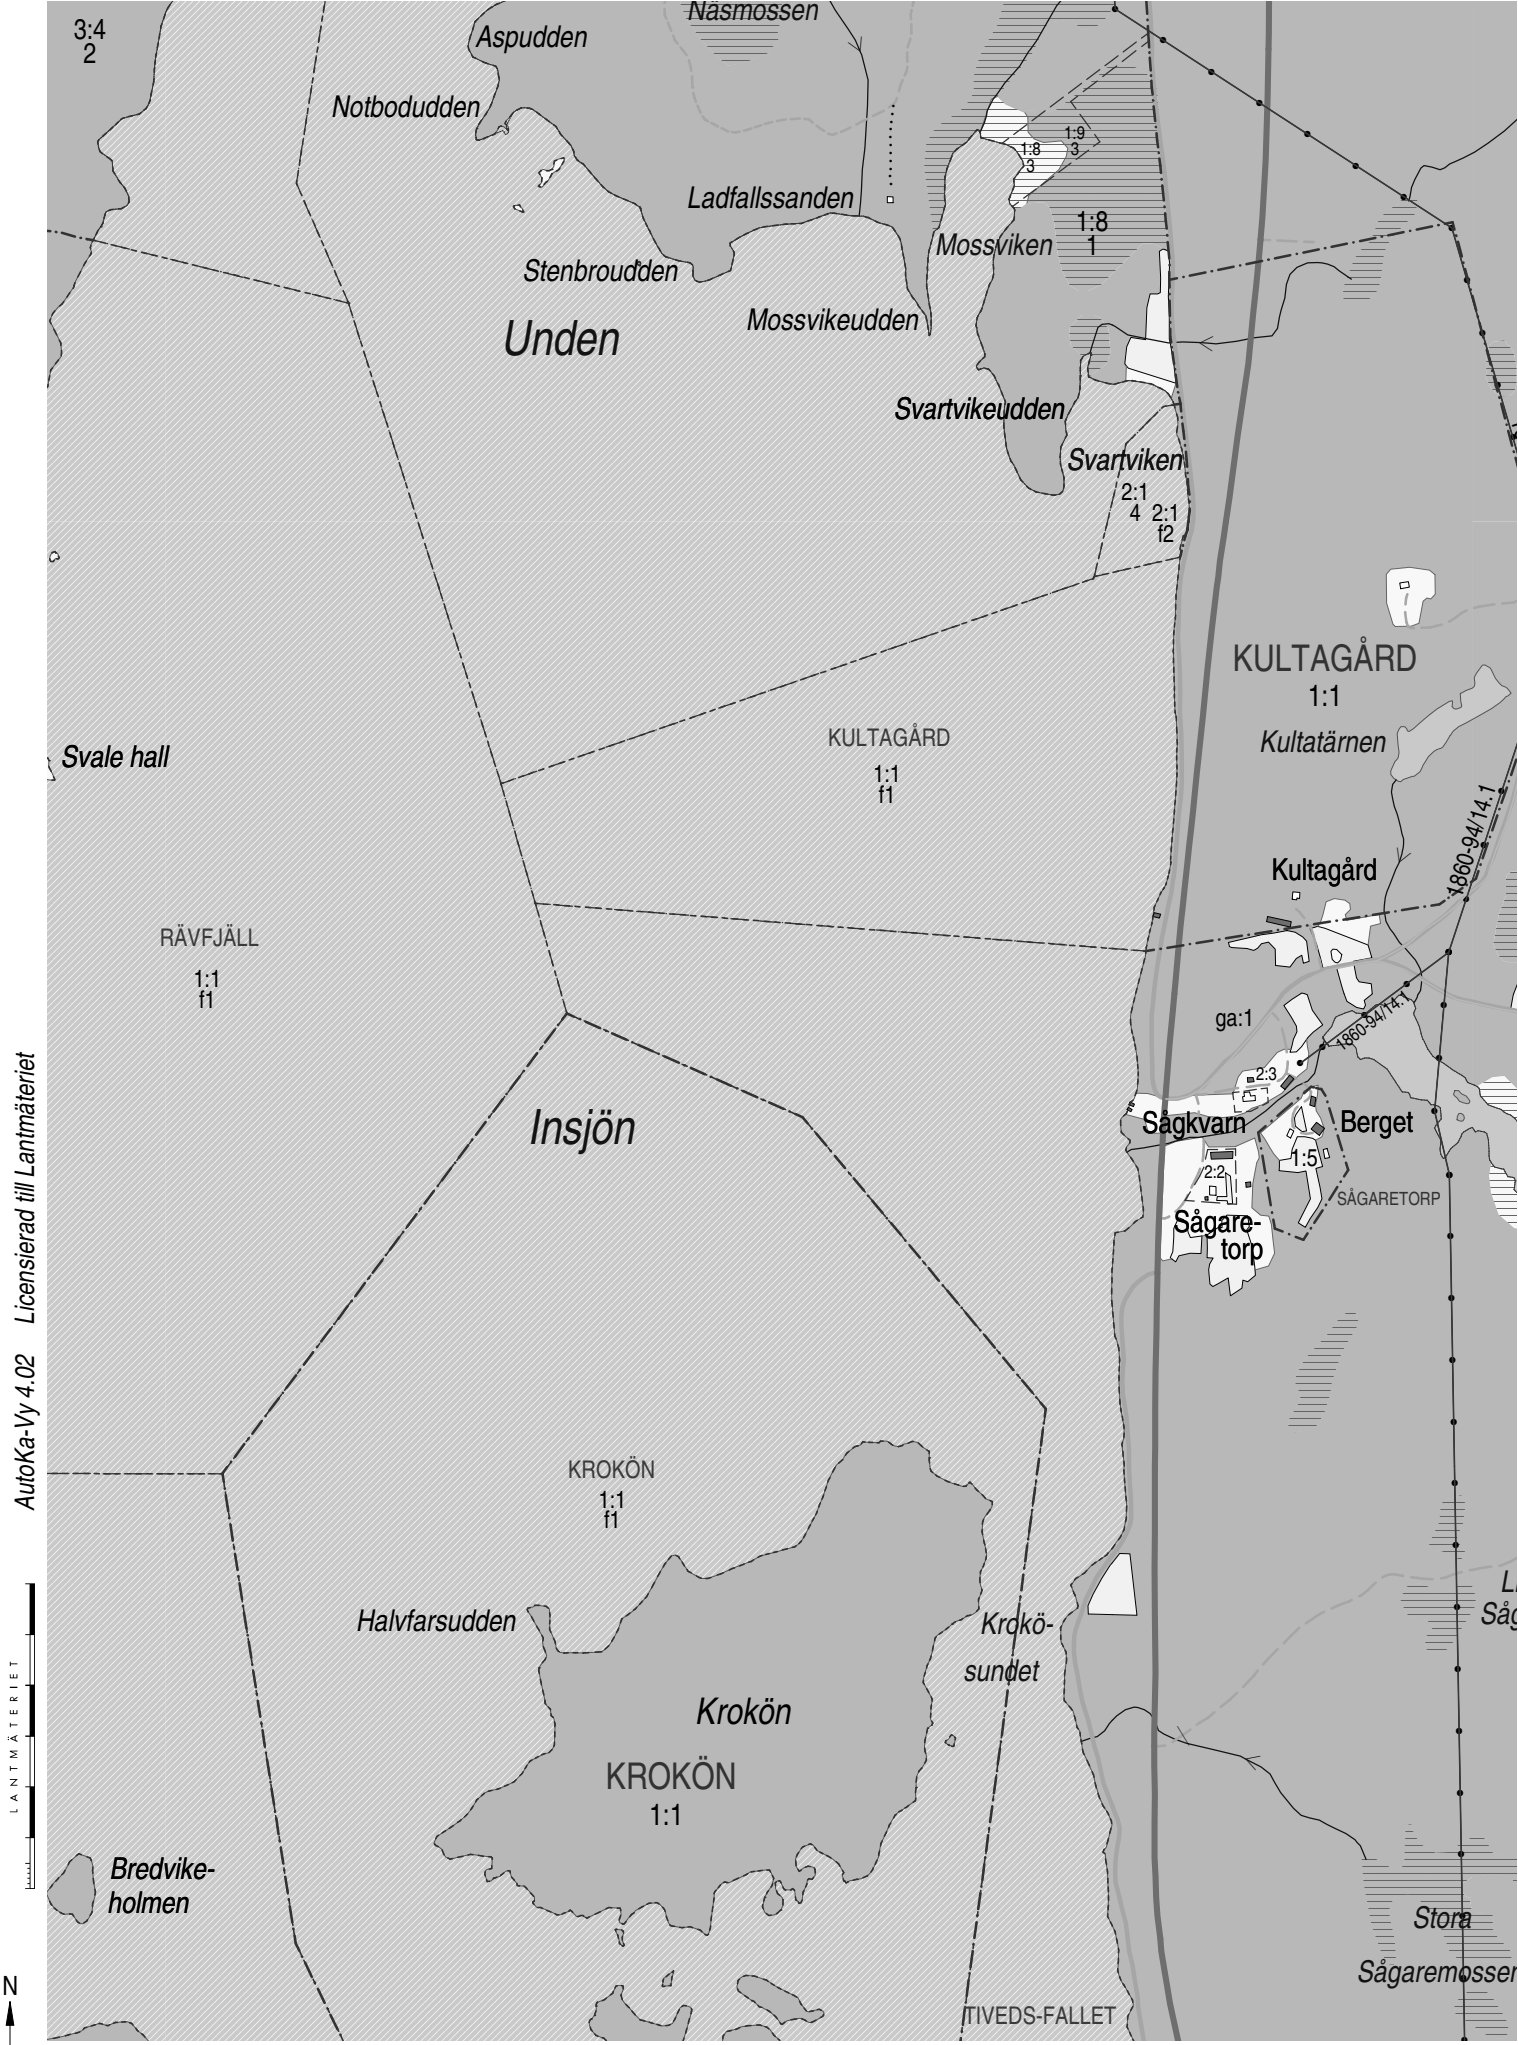 3:4
2
Näsmossen
Aspudden
Notbodudden
1:9
3
1:8
3
Ladfallssanden
1:8
1
Mossviken
Stenbroudden
Mossvikeudden
Unden
Svartvikeudden
Svartviken
2:1
4
2:1
f2
KULTAGÅRD
1:1
Kultatärnen
KULTAGÅRD
1:1
f1
Svale hall
1860-94/14.1
Kultagård
RÄVFJÄLL
1:1
f1
ga:1
1860-94/14.1
2:3
Insjön
Sågkvarn
Berget
1:5
2:2
SÅGARETORP
Sågare-
torp
KROKÖN
1:1
f1
Halvfarsudden
Krokö-
sundet
Såg
Krokön
KROKÖN
1:1
Bredvike-
holmen
Stora
Sågaremossen
TIVEDS-FALLET
AutoKa-Vy 4.02 Licensierad till Lantmäteriet
LANTMÄTERIET
N